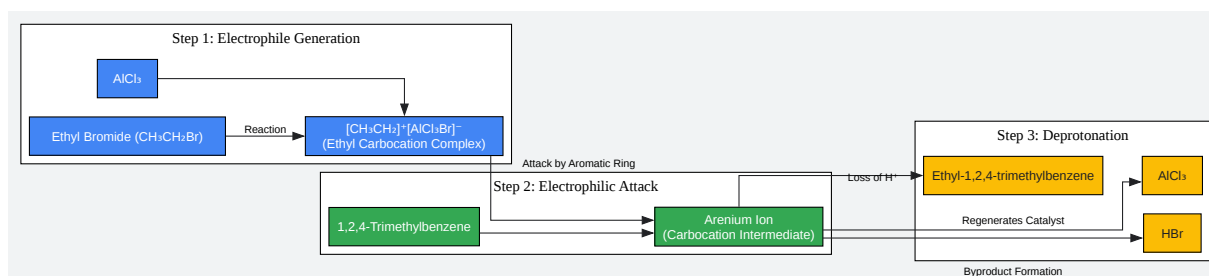 Step 1: Electrophile Generation
AlCl₃
Ethyl Bromide (CH₃CH₂Br)
Reaction
[CH₃CH₂]⁺[AlCl₃Br]⁻
(Ethyl Carbocation Complex)
Attack by Aromatic Ring
Step 2: Electrophilic Attack
1,2,4-Trimethylbenzene
Arenium Ion
(Carbocation Intermediate)
Step 3: Deprotonation
Loss of H⁺
Ethyl-1,2,4-trimethylbenzene
AlCl₃
Regenerates Catalyst
HBr
Byproduct Formation